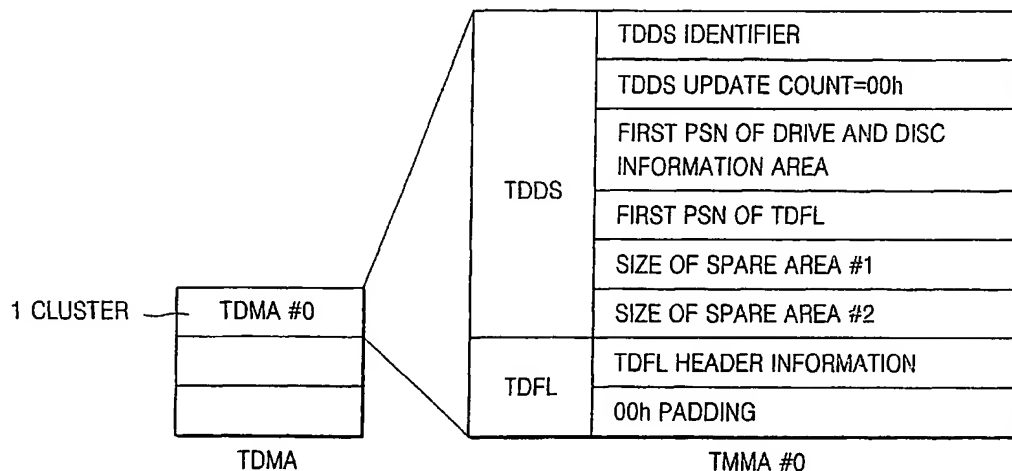 1 CLUSTER
TDMA #0
TDMA
TDDS
TDDS IDENTIFIER
TDDS UPDATE COUNT=00h
FIRST PSN OF DRIVE AND DISC
INFORMATION AREA
FIRST PSN OF TDFL
SIZE OF SPARE AREA #1
SIZE OF SPARE AREA #2
TDFL
TDFL HEADER INFORMATION
00h PADDING
TMMA #0